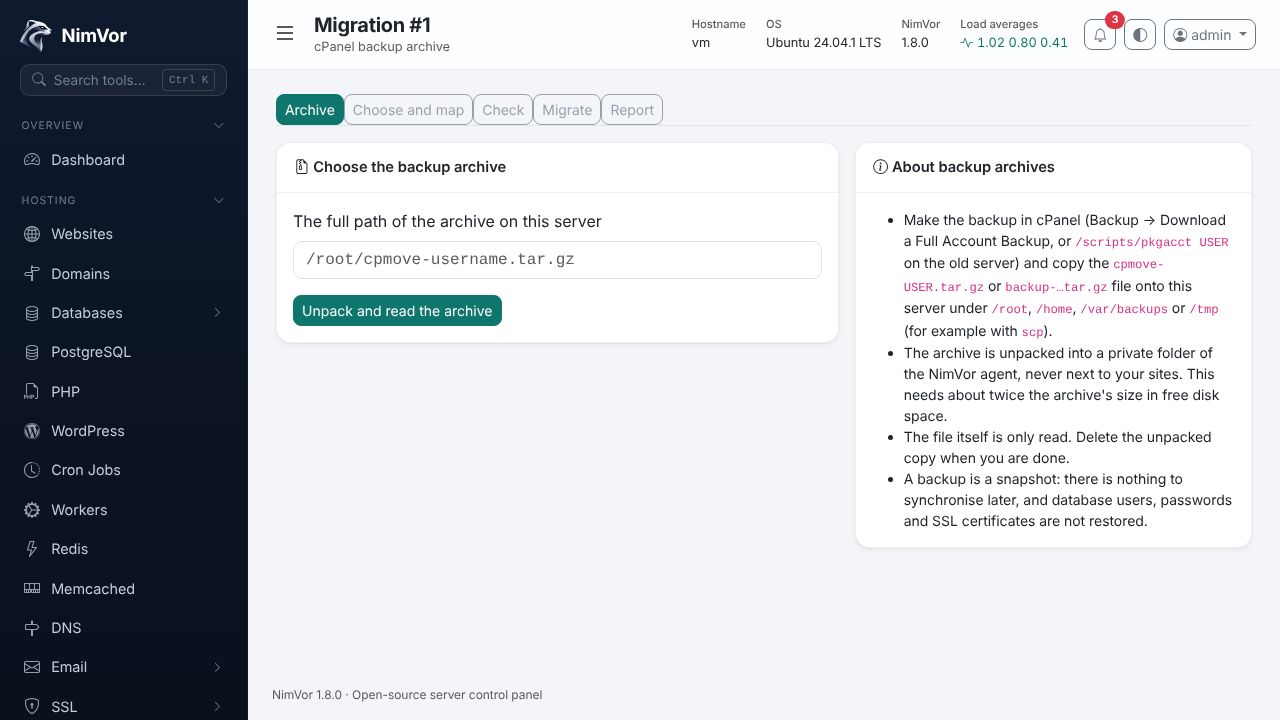 NimVor
Search tools... Ctrl K
OVERVIEW
Dashboard
HOSTING
Websites
Domains
Databases
PostgreSQL
PHP
WordPress
Cron Jobs
Workers
Redis
Memcached
DNS
Email
SSL
Migration #1
cPanel backup archive
Hostname
vm
OS
Ubuntu 24.04.1 LTS
NimVor
1.8.0
Load averages
1.02 0.80 0.41
3
admin
Archive
Choose and map
Check
Migrate
Report
Choose the backup archive
The full path of the archive on this server
/root/cpmove-username.tar.gz
Unpack and read the archive
About backup archives
Make the backup in cPanel (Backup → Download
a Full Account Backup, or /scripts/pkgacct USER
on the old server) and copy the cpmove-
USER.tar.gz or backup-…tar.gz file onto this
server under /root, /home, /var/backups or /tmp
(for example with scp).
The archive is unpacked into a private folder of
the NimVor agent, never next to your sites. This
needs about twice the archive's size in free disk
space.
The file itself is only read. Delete the unpacked
copy when you are done.
A backup is a snapshot: there is nothing to
synchronise later, and database users, passwords
and SSL certificates are not restored.
NimVor 1.8.0 · Open-source server control panel